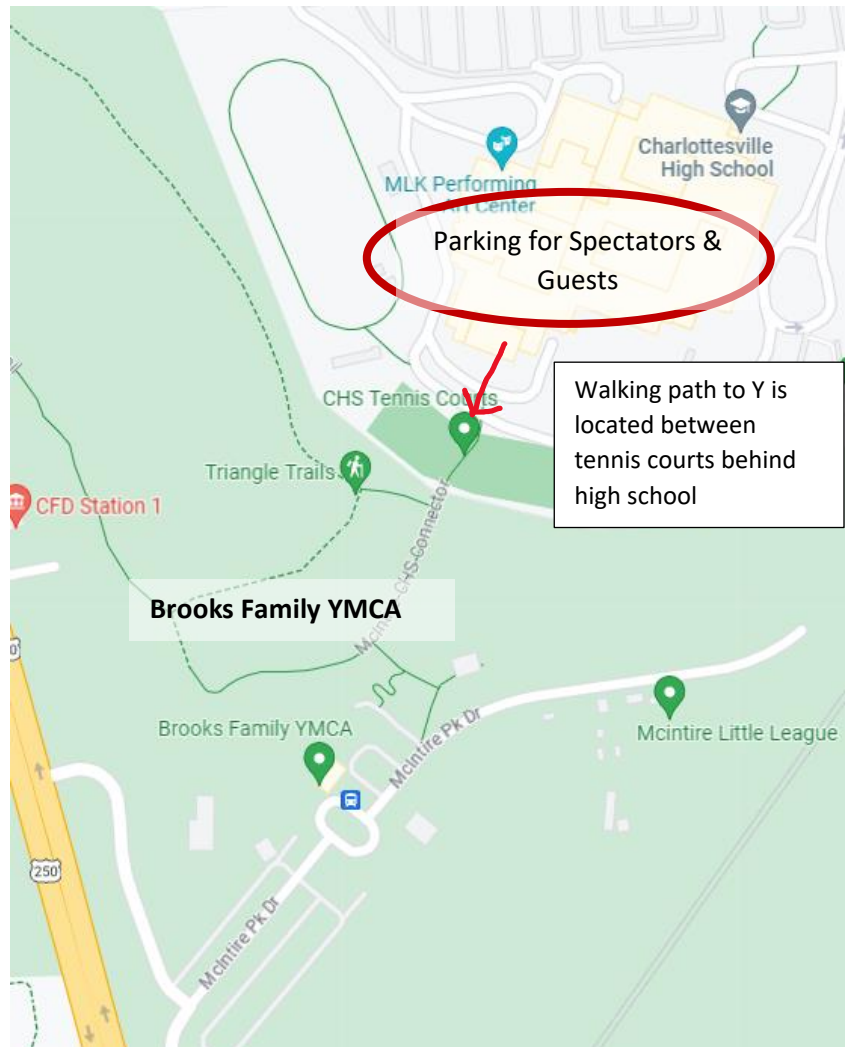 Charlottesville
High School
MLK Performing
Art Center
Parking for Spectators &
Guests
CHS Tennis Courts
Walking path to Y is
located between
tennis courts behind
high school
Triangle Trails
CFD Station 1
McIntire-CHS-Connector
Brooks Family YMCA
Brooks Family YMCA
McIntire Pk Dr
Mcintire Little League
250
McIntire Pk Dr